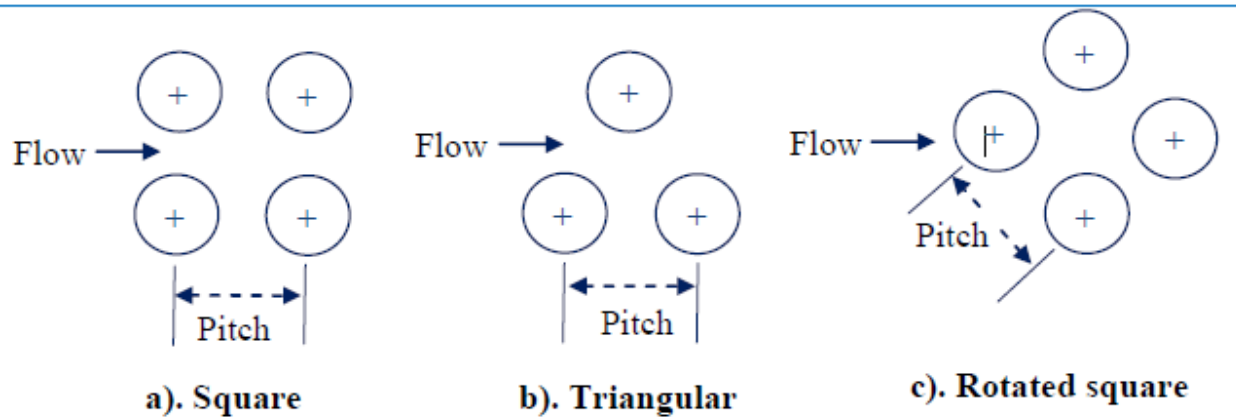 Flow
Pitch
a). Square
Flow
Pitch
b). Triangular
Flow
Pitch
c). Rotated square